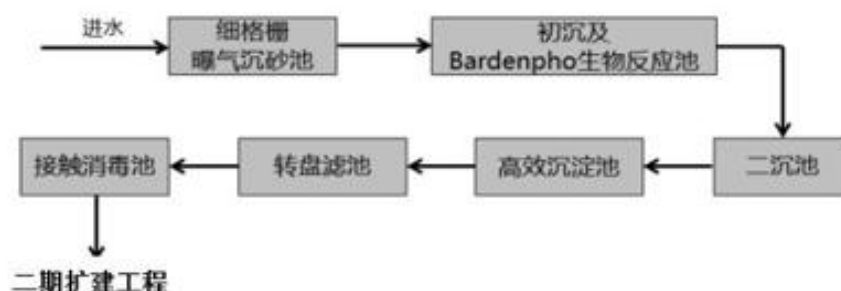 进水
细格栅
曝气沉砂池
初沉及
Bardenpho生物反应池
二沉池
高效沉淀池
转盘滤池
接触消毒池
二期扩建工程